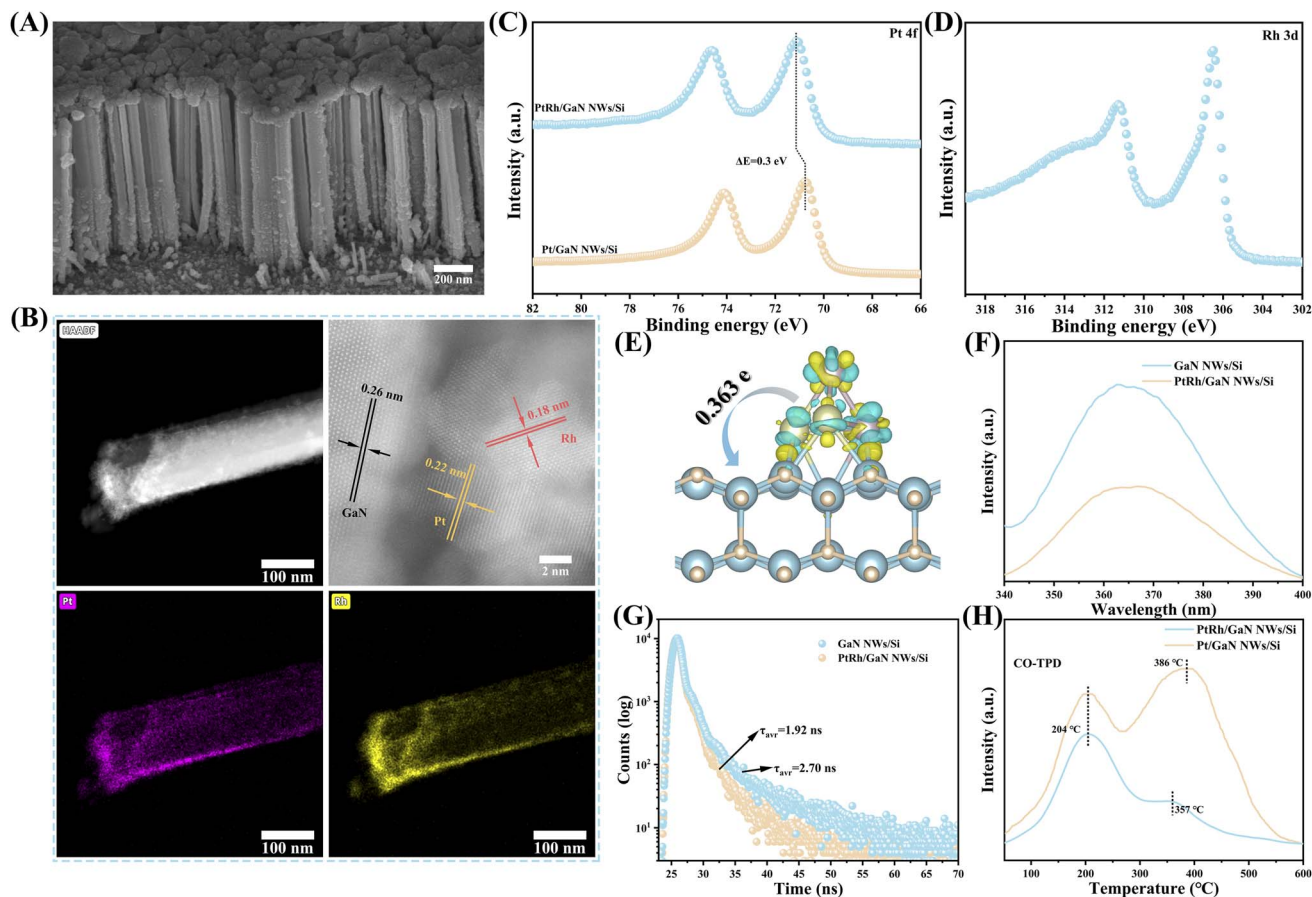 (A)
200 nm
(B)
HAADF
100 nm
0.26 nm
GaN
0.22 nm
Pt
0.18 nm
Rh
2 nm
Pt
100 nm
Rh
100 nm
(C)
Pt 4f
PtRh/GaN NWs/Si
ΔE=0.3 eV
Pt/GaN NWs/Si
Intensity (a.u.)
82 80 78 76 74 72 70 68 66
Binding energy (eV)
(D)
Rh 3d
Intensity (a.u.)
318 316 314 312 310 308 306 304 302
Binding energy (eV)
(E)
0.363 e
(F)
GaN NWs/Si
PtRh/GaN NWs/Si
Intensity (a.u.)
340 350 360 370 380 390 400
Wavelength (nm)
(G)
GaN NWs/Si
PtRh/GaN NWs/Si
τavr=1.92 ns
τavr=2.70 ns
Counts (log)
10⁴
10³
10²
10¹
25 30 35 40 45 50 55 60 65 70
Time (ns)
(H)
PtRh/GaN NWs/Si
Pt/GaN NWs/Si
CO-TPD
386 °C
204 °C
357 °C
Intensity (a.u.)
100 200 300 400 500 600
Temperature (°C)